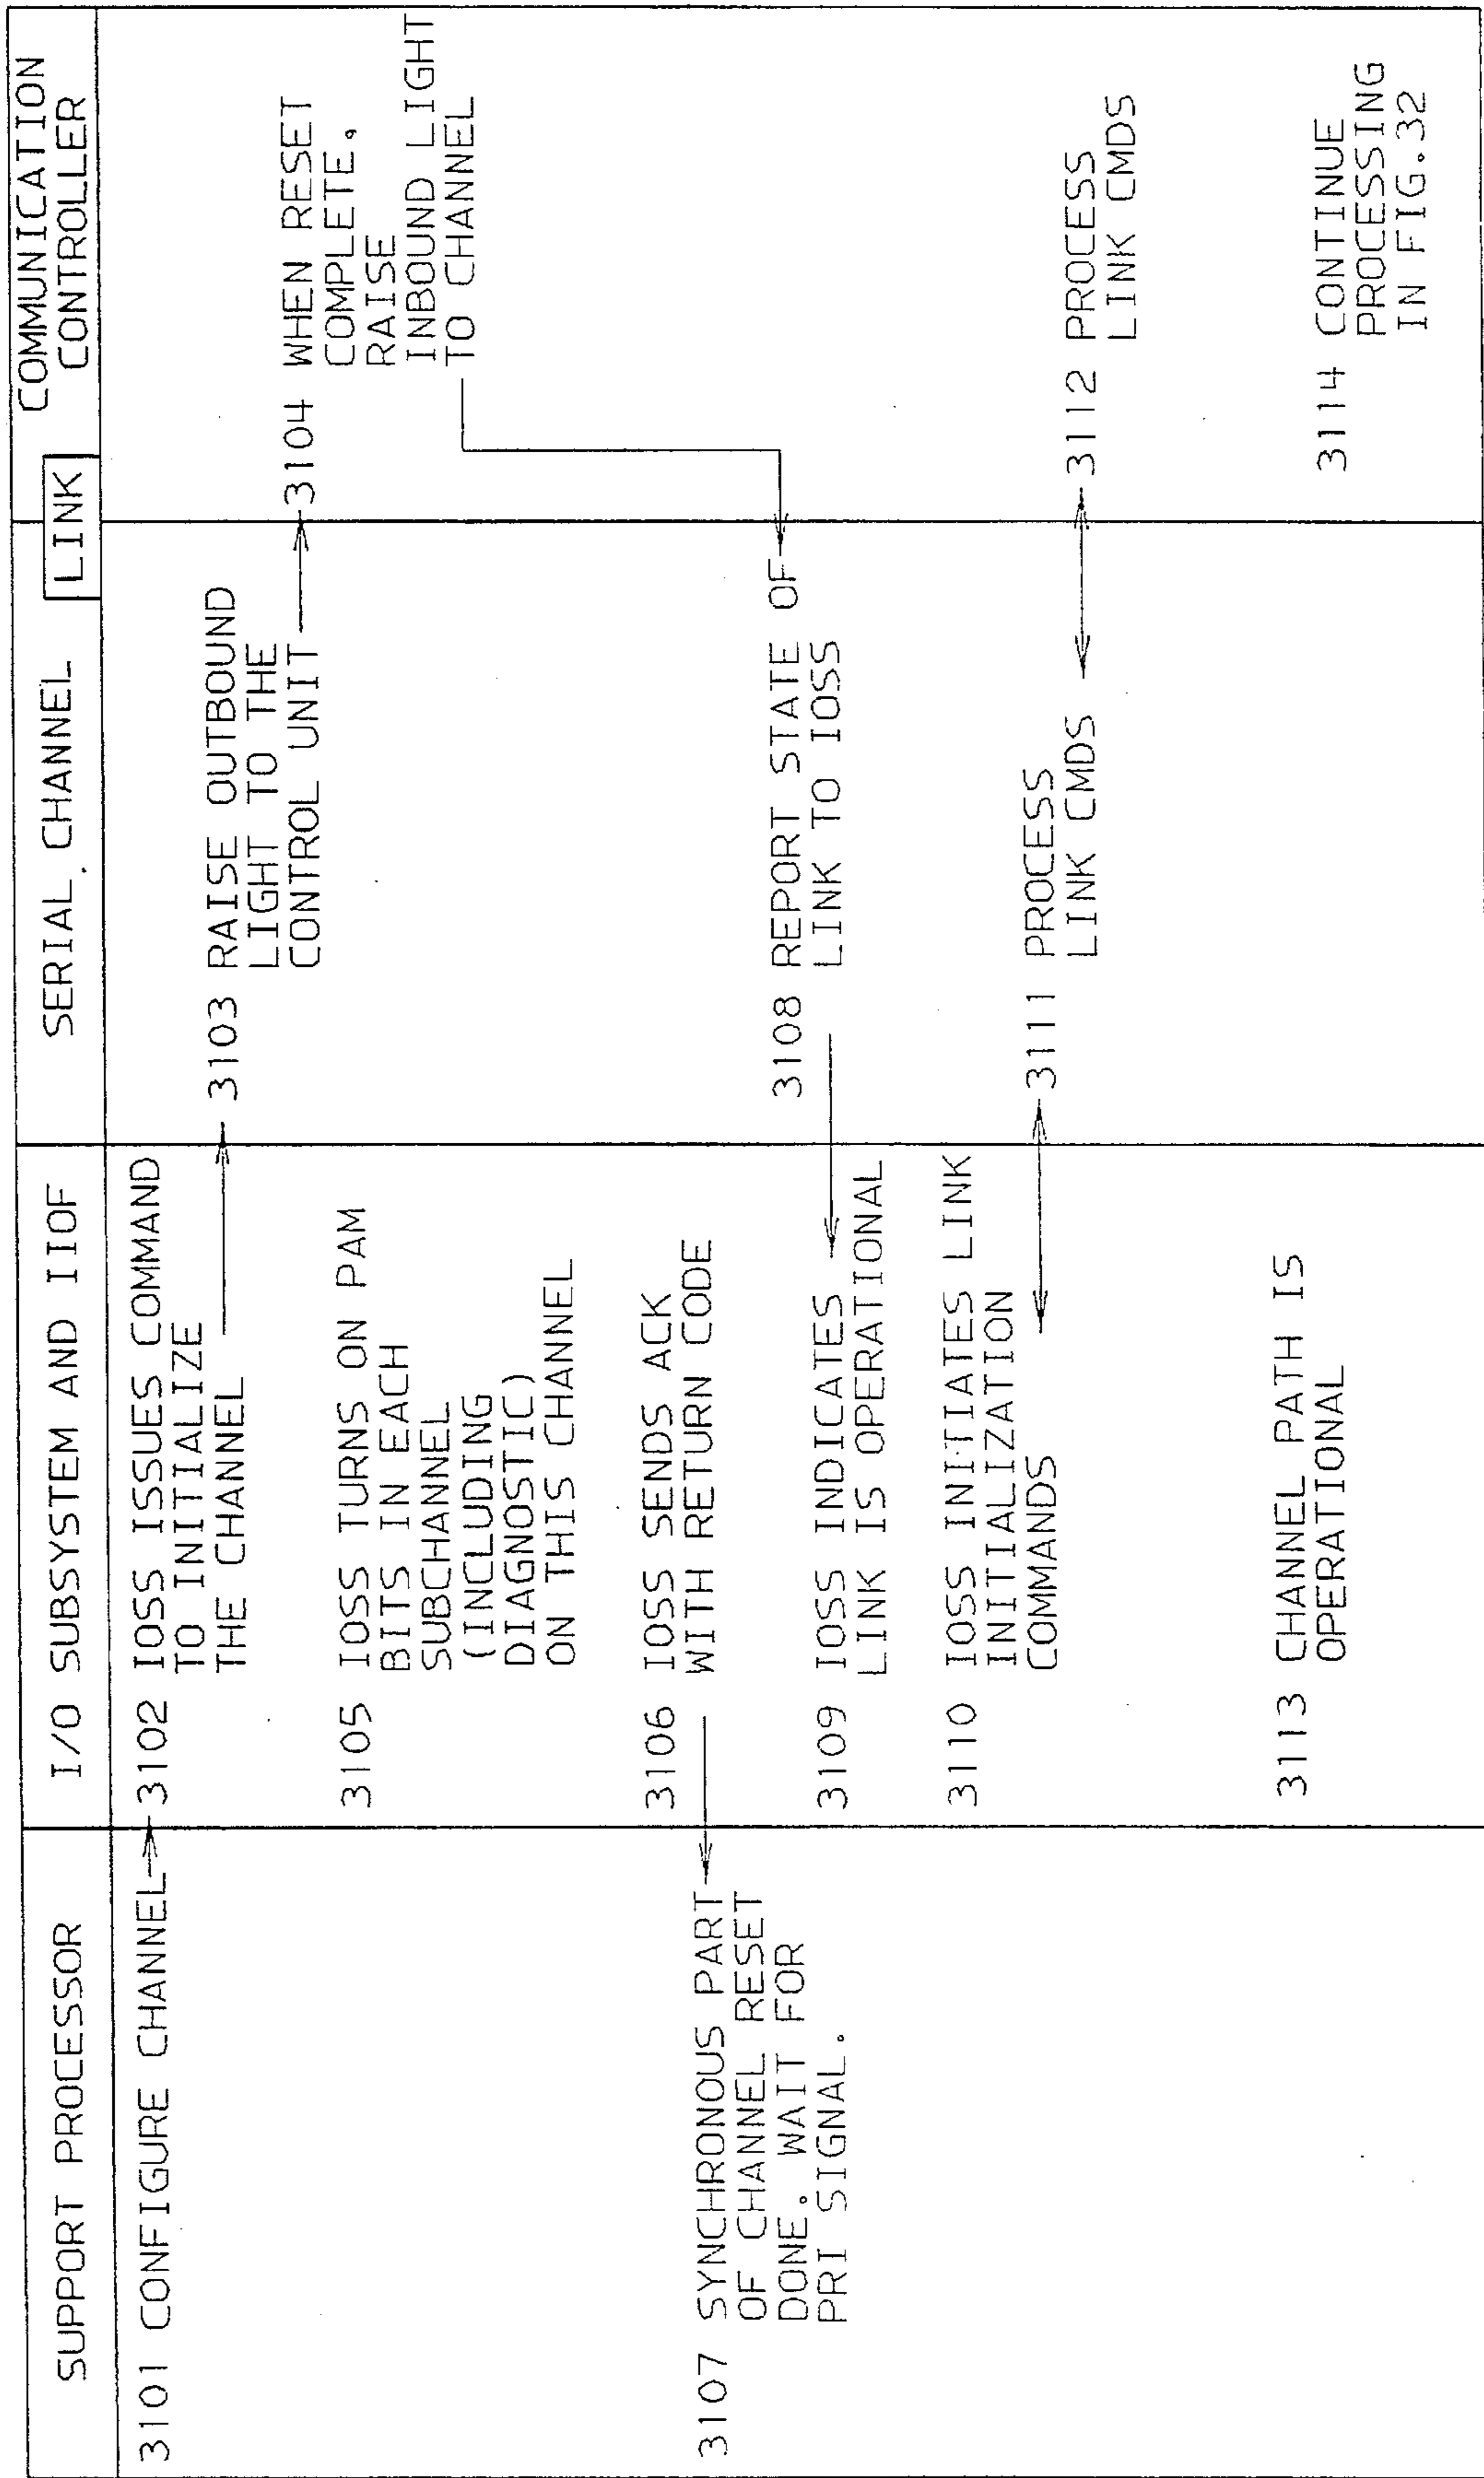 SUPPORT PROCESSOR
I/O SUBSYSTEM AND IIOF
SERIAL CHANNEL
LINK
COMMUNICATION
CONTROLLER
3101 CONFIGURE CHANNEL
3102 IOSS ISSUES COMMAND
TO INITIALIZE
THE CHANNEL
3103 RAISE OUTBOUND
LIGHT TO THE
CONTROL UNIT
3104 WHEN RESET
COMPLETE,
RAISE
INBOUND LIGHT
TO CHANNEL
3105 IOSS TURNS ON PAM
BITS IN EACH
SUBCHANNEL
(INCLUDING
DIAGNOSTIC)
ON THIS CHANNEL
3106 IOSS SENDS ACK
WITH RETURN CODE
3107 SYNCHRONOUS PART
OF CHANNEL RESET
DONE. WAIT FOR
PRI SIGNAL.
3108 REPORT STATE OF
LINK TO IOSS
3109 IOSS INDICATES
LINK IS OPERATIONAL
3110 IOSS INITIATES LINK
INITIALIZATION
COMMANDS
3111 PROCESS
LINK CMDS
3112 PROCESS
LINK CMDS
3113 CHANNEL PATH IS
OPERATIONAL
3114 CONTINUE
PROCESSING
IN FIG.32